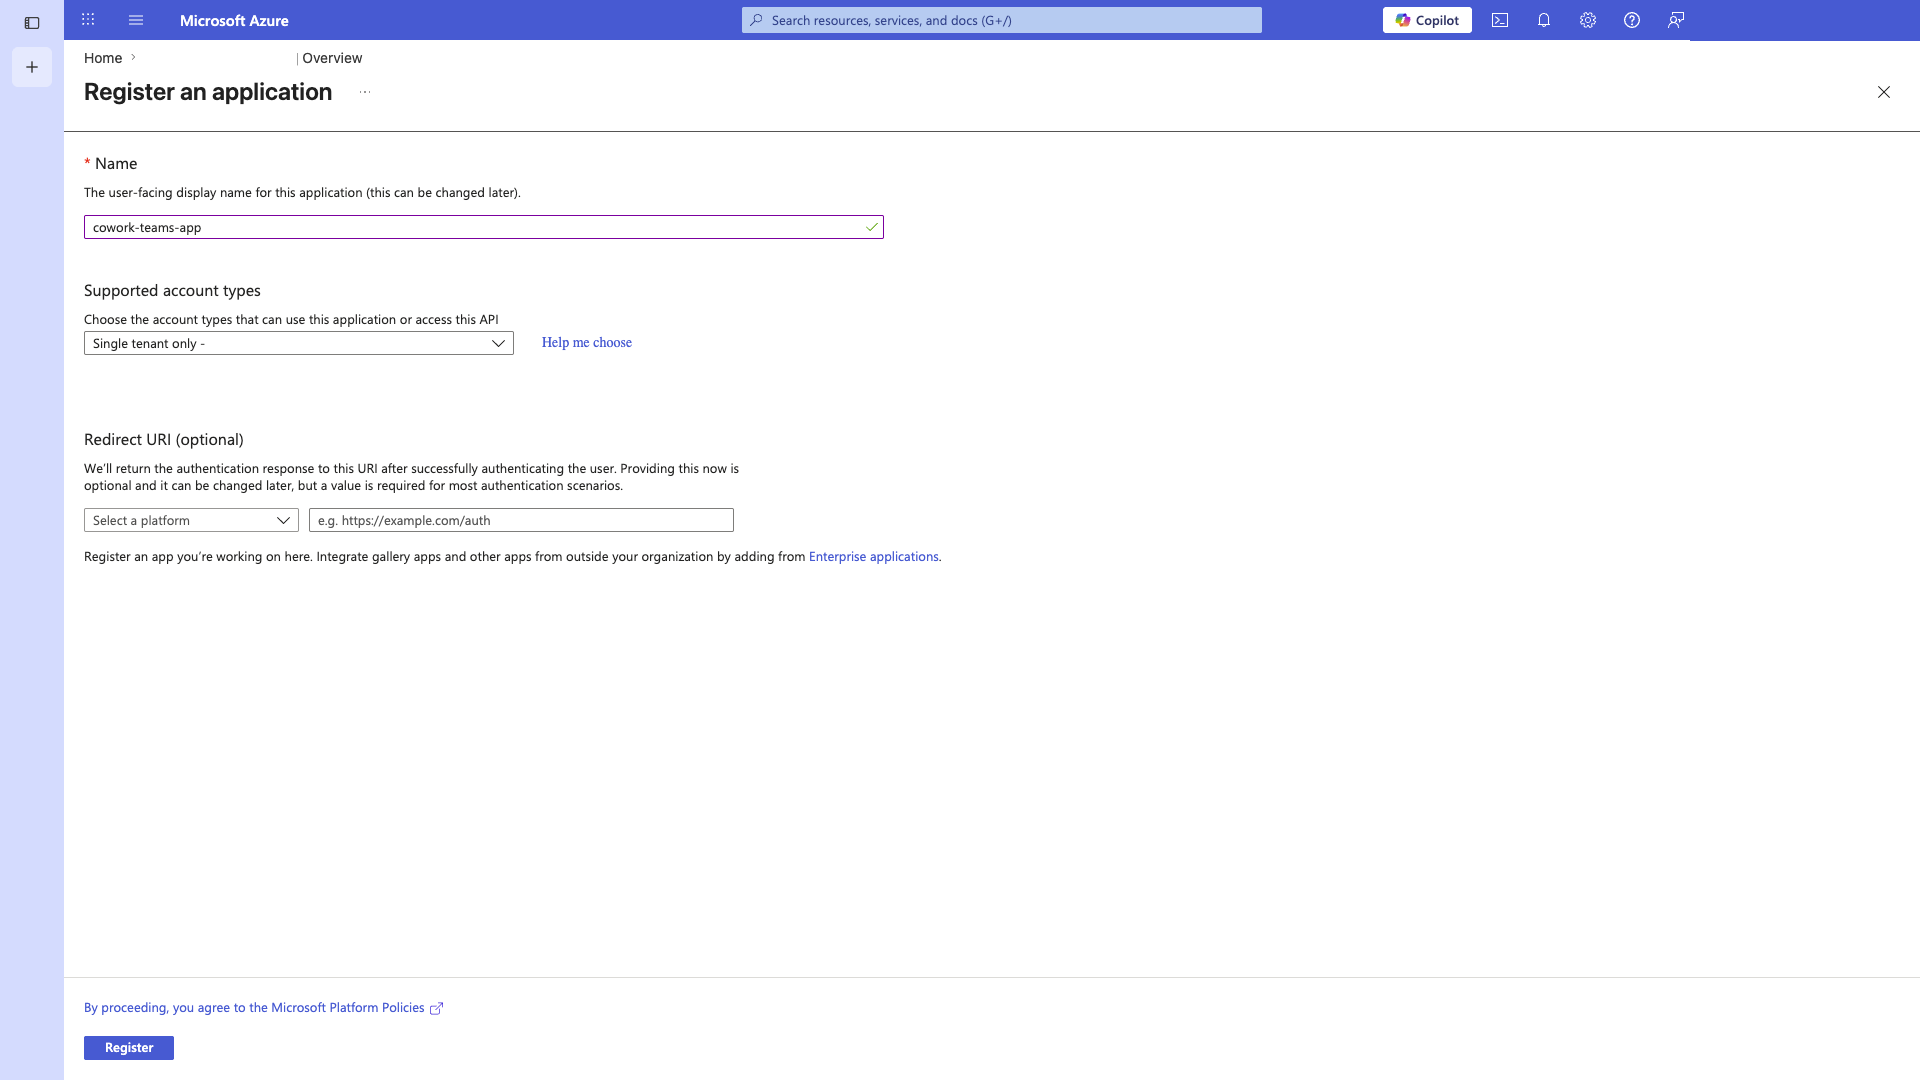 Microsoft Azure
Search resources, services, and docs (G+/)
Copilot
Home
| Overview
Register an application
...
* Name
The user-facing display name for this application (this can be changed later).
cowork-teams-app
Supported account types
Choose the account types that can use this application or access this API
Single tenant only -
Help me choose
Redirect URI (optional)
We'll return the authentication response to this URI after successfully authenticating the user. Providing this now is
optional and it can be changed later, but a value is required for most authentication scenarios.
Select a platform
e.g. https://example.com/auth
Register an app you're working on here. Integrate gallery apps and other apps from outside your organization by adding from Enterprise applications.
By proceeding, you agree to the Microsoft Platform Policies
Register